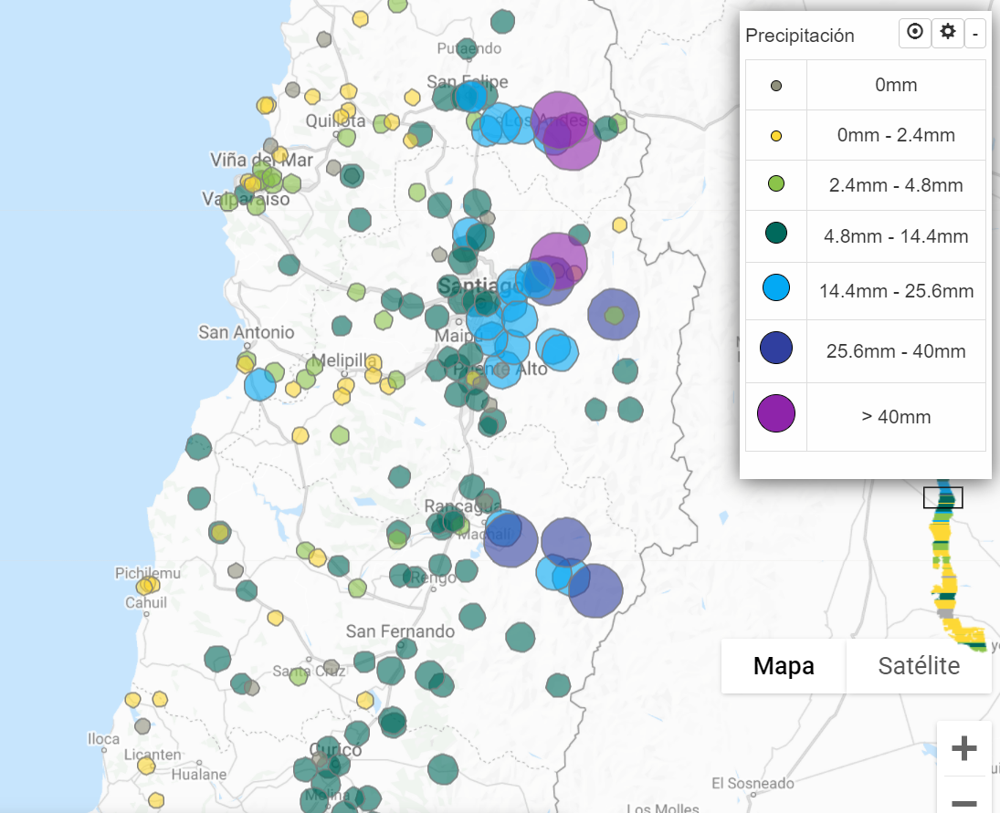 Precipitación
-
0mm
0mm - 2.4mm
2.4mm - 4.8mm
4.8mm - 14.4mm
14.4mm - 25.6mm
25.6mm - 40mm
> 40mm
Putaendo
San Felipe
Los Andes
Quillota
Viña del Mar
Valparaíso
Santiago
San Antonio
Maipú
Melipilla
Puente Alto
Rancagua
Machalí
Pichilemu
Rengo
Cahuil
San Fernando
Santa Cruz
Mapa
Satélite
Iloca
Licanten
Curicó
Hualane
El Sosneado
Molina
Los Molles
+
−